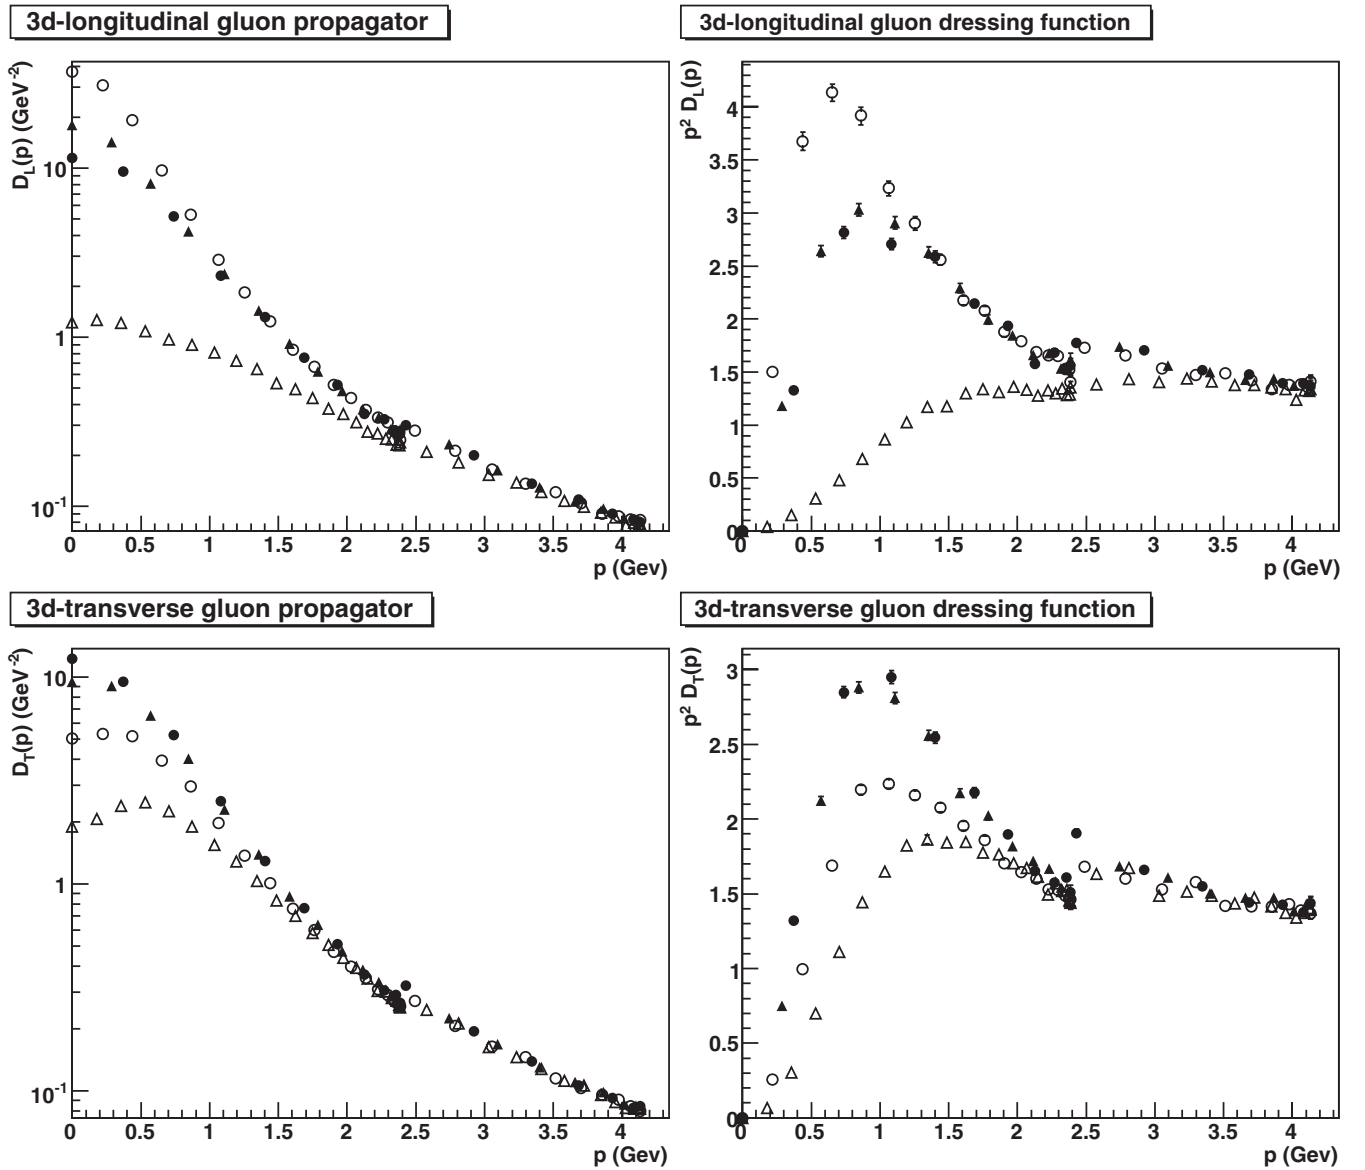 3d-longitudinal gluon propagator
D_L(p) (GeV^-2)
10
1
10^-1
0 0.5 1 1.5 2 2.5 3 3.5 4
p (Gev)
3d-longitudinal gluon dressing function
p^2 D_L(p)
4
3.5
3
2.5
2
1.5
1
0.5
0
0 0.5 1 1.5 2 2.5 3 3.5 4
p (GeV)
3d-transverse gluon propagator
D_T(p) (GeV^-2)
10
1
10^-1
0 0.5 1 1.5 2 2.5 3 3.5 4
p (Gev)
3d-transverse gluon dressing function
p^2 D_T(p)
3
2.5
2
1.5
1
0.5
0
0 0.5 1 1.5 2 2.5 3 3.5 4
p (Gev)